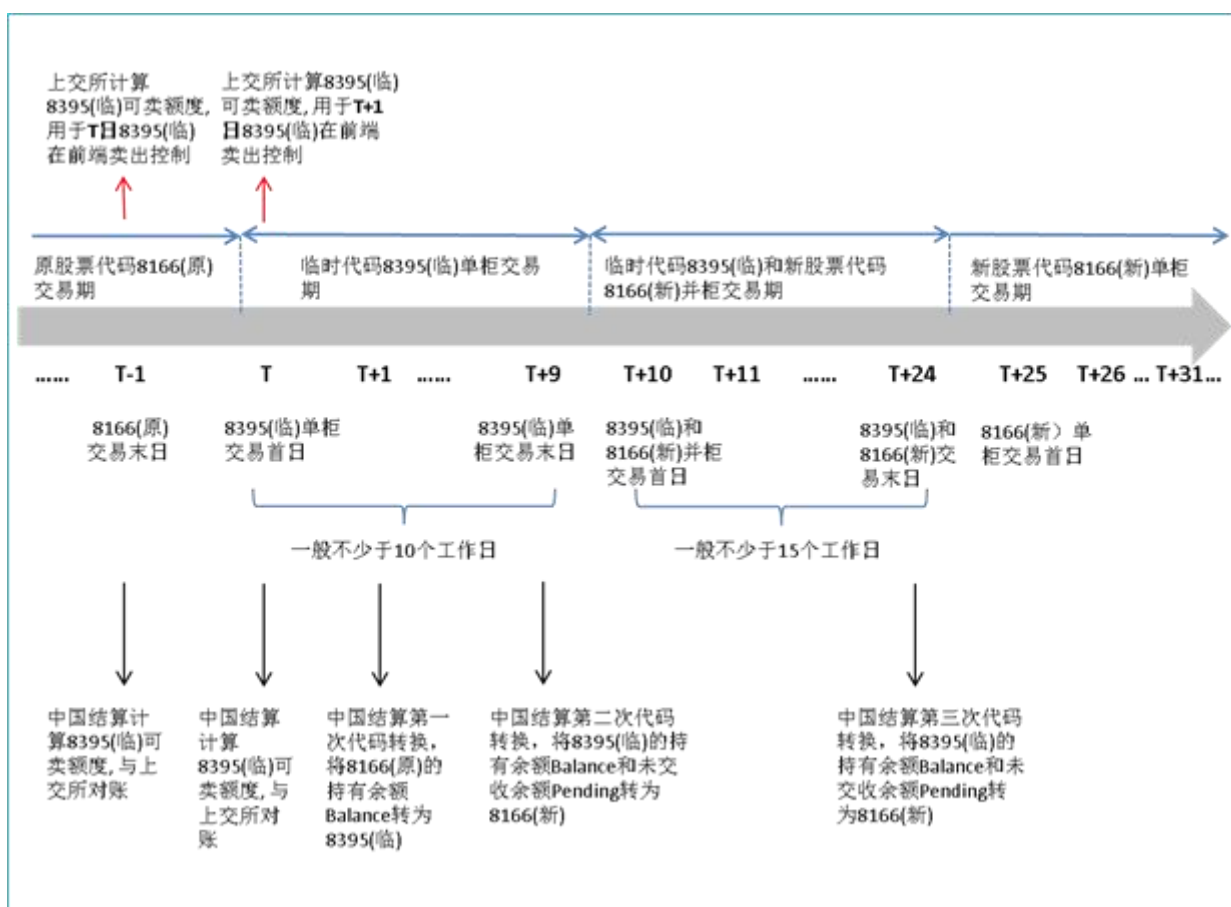 上交所计算
8395(临)可卖额度,
用于T日8395(临)
在前端卖出控制
上交所计算8395(临)
可卖额度, 用于T+1
日8395(临)在前端
卖出控制
原股票代码8166(原)
交易期
临时代码8395(临)单柜交易
期
临时代码8395(临)和新股票代码
8166(新)并柜交易期
新股票代码8166(新)单柜
交易期
...... T-1 T T+1 ...... T+9 T+10 T+11 ...... T+24 T+25 T+26 ... T+31...
8166(原)
交易末日
8395(临)单柜
交易首日
8395(临)单
柜交易末日
8395(临)和
8166(新)并柜
交易首日
8395(临)和
8166(新)交
易末日
8166(新）单
柜交易首日
一般不少于10个工作日
一般不少于15个工作日
中国结算计
算8395(临)可
卖额度, 与上
交所对账
中国结算
计算
8395(临)可
卖额度, 与
上交所对
账
中国结算第一
次代码转换，
将8166(原)的
持有余额
Balance转为
8395(临)
中国结算第二次代码
转换，将8395(临)的持
有余额Balance和未交
收余额Pending转为
8166(新)
中国结算第三次代码
转换，将8395(临)的
持有余额Balance和未
交收余额Pending转
为8166(新)